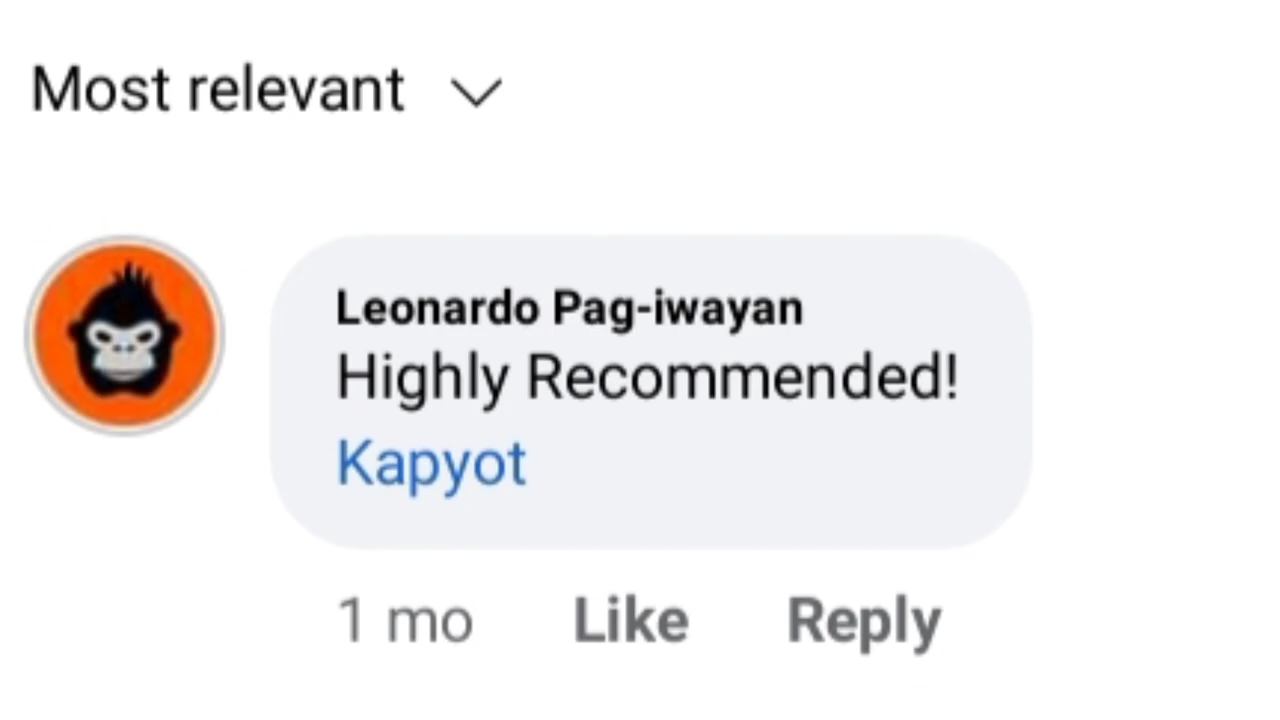 Most relevant
Leonardo Pag-iwayan
Highly Recommended!
Kapyot
1 mo Like Reply